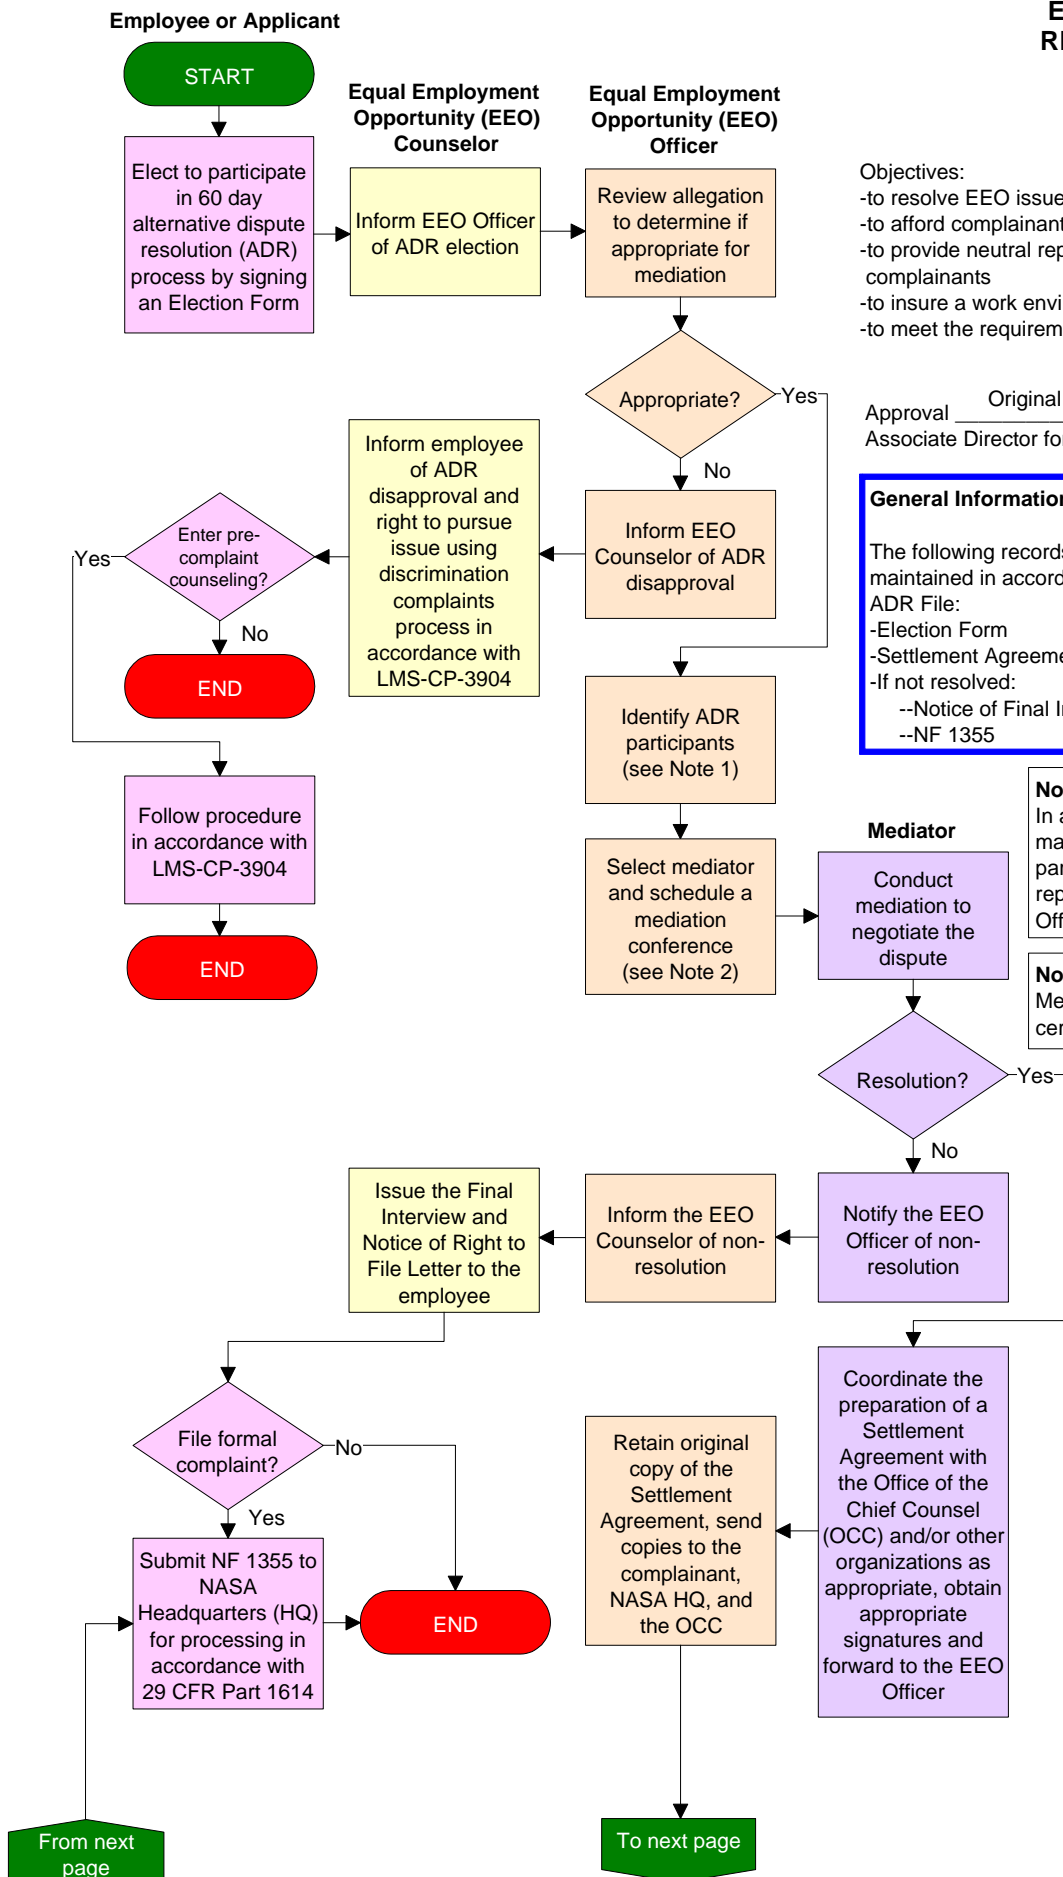 Employee or Applicant
E
RI
START
Equal Employment
Opportunity (EEO)
Counselor
Equal Employment
Opportunity (EEO)
Officer
Elect to participate
in 60 day
alternative dispute
resolution (ADR)
process by signing
an Election Form
Inform EEO Officer
of ADR election
Review allegation
to determine if
appropriate for
mediation
Objectives:
-to resolve EEO issue
-to afford complainant
-to provide neutral rep
complainants
-to insure a work envi
-to meet the requirem
Appropriate?
Yes
No
Original
Approval
Associate Director fo
Inform employee
of ADR
disapproval and
right to pursue
issue using
discrimination
complaints
process in
accordance with
LMS-CP-3904
Inform EEO
Counselor of ADR
disapproval
Enter pre-
complaint
counseling?
Yes
No
END
General Information
The following records
maintained in accord
ADR File:
-Election Form
-Settlement Agreeme
-If not resolved:
--Notice of Final I
--NF 1355
Identify ADR
participants
(see Note 1)
Follow procedure
in accordance with
LMS-CP-3904
END
Select mediator
and schedule a
mediation
conference
(see Note 2)
Mediator
Conduct
mediation to
negotiate the
dispute
No
In a
ma
par
rep
Off
No
Me
cer
Resolution?
Yes
No
Issue the Final
Interview and
Notice of Right to
File Letter to the
employee
Inform the EEO
Counselor of non-
resolution
Notify the EEO
Officer of non-
resolution
File formal
complaint?
No
Yes
Retain original
copy of the
Settlement
Agreement, send
copies to the
complainant,
NASA HQ, and
the OCC
Coordinate the
preparation of a
Settlement
Agreement with
the Office of the
Chief Counsel
(OCC) and/or other
organizations as
appropriate, obtain
appropriate
signatures and
forward to the EEO
Officer
Submit NF 1355 to
NASA
Headquarters (HQ)
for processing in
accordance with
29 CFR Part 1614
END
From next
page
To next page